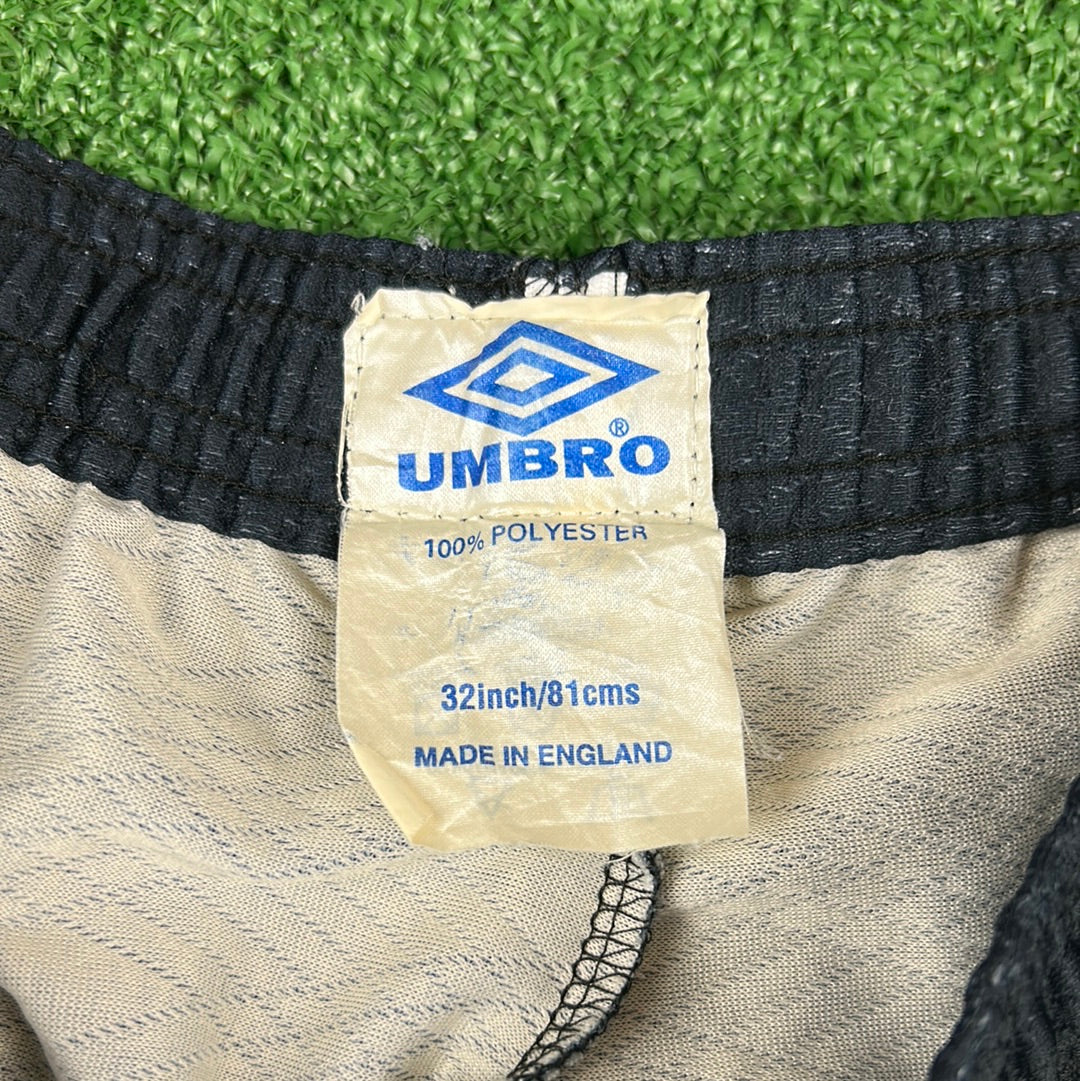 UMBRO®
100% POLYESTER
32inch/81cms
MADE IN ENGLAND